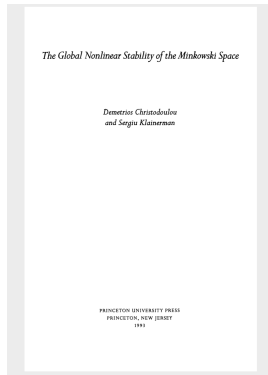 The Global Nonlinear Stability of the Minkowski Space
Demetrios Christodoulou
and Sergiu Klainerman
PRINCETON UNIVERSITY PRESS
PRINCETON, NEW JERSEY
1993